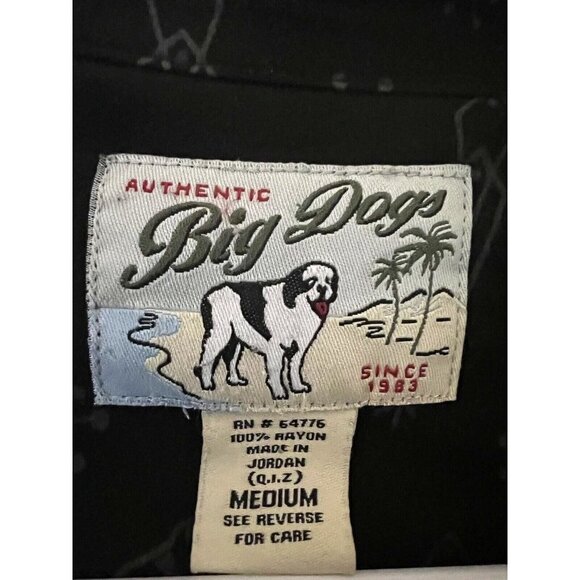 AUTHENTIC
Big Dogs
SINCE
1983
RN # 64776
100% RAYON
MADE IN
JORDAN
(Q.I.Z)
MEDIUM
SEE REVERSE
FOR CARE